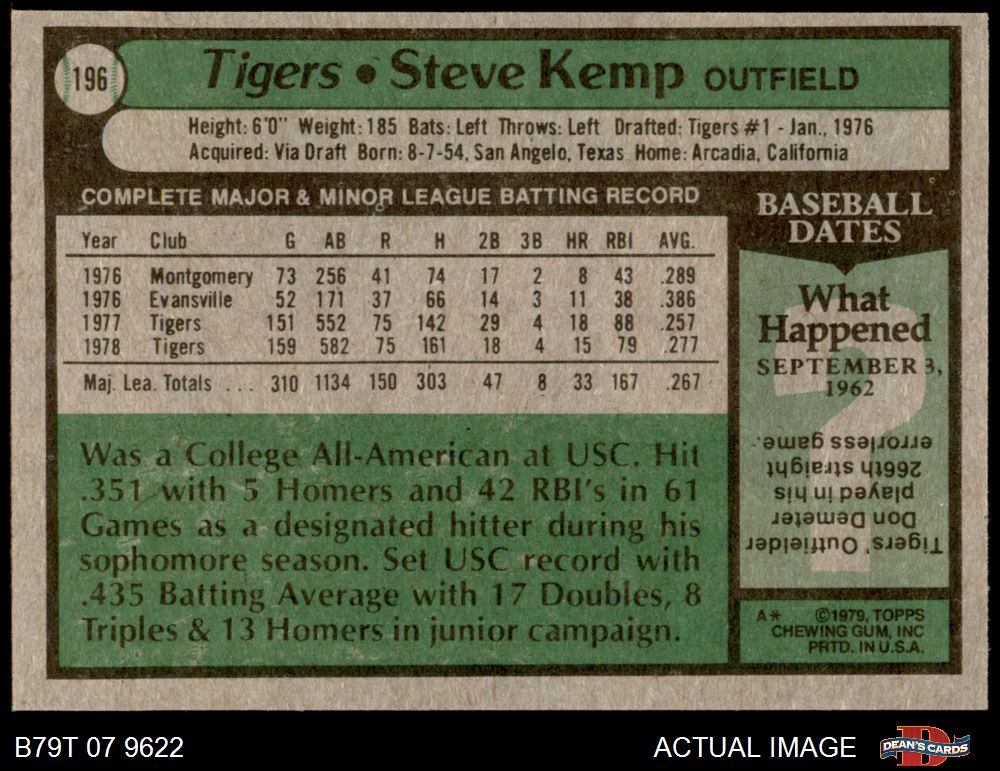 196
Tigers • Steve Kemp OUTFIELD
Height: 6'0" Weight: 185 Bats: Left Throws: Left Drafted: Tigers #1 - Jan., 1976
Acquired: Via Draft Born: 8-7-54, San Angelo, Texas Home: Arcadia, California
COMPLETE MAJOR & MINOR LEAGUE BATTING RECORD
Year Club G AB R H 2B 3B HR RBI AVG.
1976 Montgomery 73 256 41 74 17 2 8 43 .289
1976 Evansville 52 171 37 66 14 3 11 38 .386
1977 Tigers 151 552 75 142 29 4 18 88 .257
1978 Tigers 159 582 75 161 18 4 15 79 .277
Maj. Lea. Totals ... 310 1134 150 303 47 8 33 167 .267
Was a College All-American at USC. Hit
.351 with 5 Homers and 42 RBI's in 61
Games as a designated hitter during his
sophomore season. Set USC record with
.435 Batting Average with 17 Doubles, 8
Triples & 13 Homers in junior campaign.
BASEBALL
DATES
What
Happened
SEPTEMBER 3,
1962
?
Tigers' Outfielder
Don Demeter
played in his
266th straight
errorless game.
A* ©1979, TOPPS
CHEWING GUM, INC
PRTD. IN U.S.A.
B79T 07 9622
ACTUAL IMAGE
D
DEAN'S CARDS